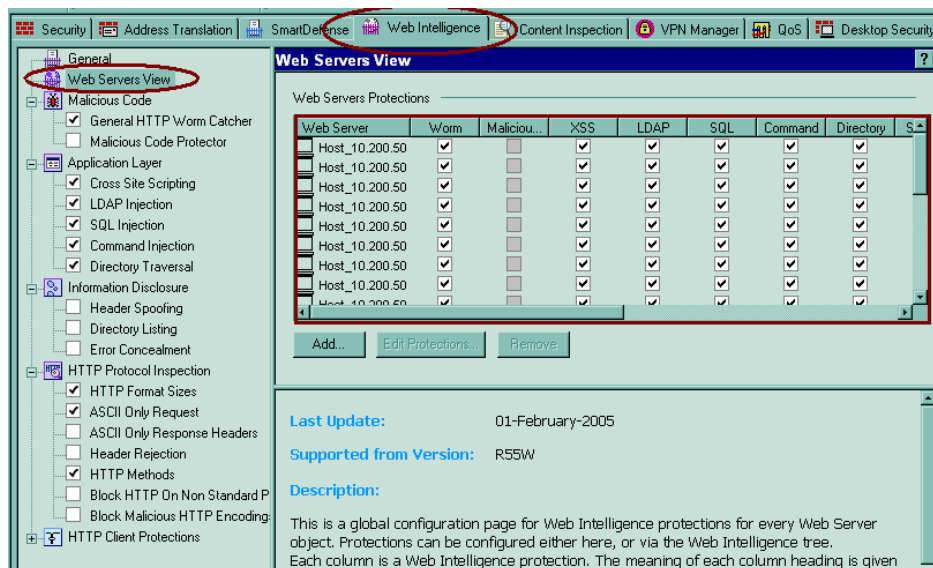 Security Address Translation SmartDefense Web Intelligence Content Inspection VPN Manager QoS Desktop Security
General
Web Servers View
Malicious Code
General HTTP Worm Catcher
Malicious Code Protector
Application Layer
Cross Site Scripting
LDAP Injection
SQL Injection
Command Injection
Directory Traversal
Information Disclosure
Header Spoofing
Directory Listing
Error Concealment
HTTP Protocol Inspection
HTTP Format Sizes
ASCII Only Request
ASCII Only Response Headers
Header Rejection
HTTP Methods
Block HTTP On Non Standard P
Block Malicious HTTP Encoding:
HTTP Client Protections
Web Servers View ?
Web Servers Protections
Web Server Worm Maliciou... XSS LDAP SQL Command Directory S
Host_10.200.50
Host_10.200.50
Host_10.200.50
Host_10.200.50
Host_10.200.50
Host_10.200.50
Host_10.200.50
Host_10.200.50
Host_10.200.50
Add... Edit Protections... Remove
Last Update: 01-February-2005
Supported from Version: R55W
Description:
This is a global configuration page for Web Intelligence protections for every Web Server
object. Protections can be configured either here, or via the Web Intelligence tree.
Each column is a Web Intelligence protection. The meaning of each column heading is given